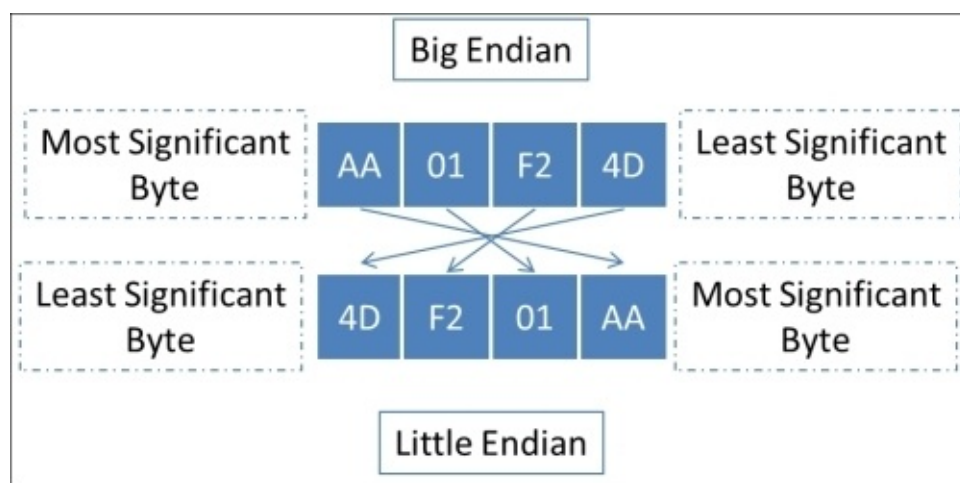 Big Endian
Most Significant
Byte
AA 01 F2 4D
Least Significant
Byte
Least Significant
Byte
4D F2 01 AA
Most Significant
Byte
Little Endian